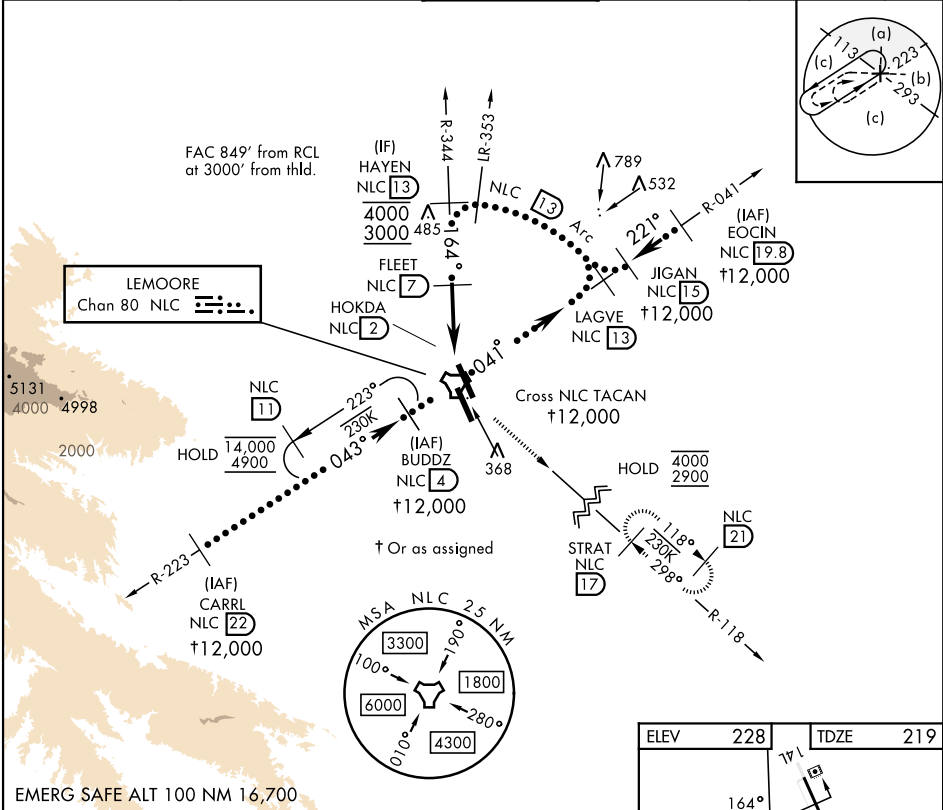 (a)
113
223
(c)
(b)
293
(c)
R-344
LR-353
FAC 849' from RCL
at 3000' from thld.
(IF)
HAYEN
NLC 13
4000
3000
485
789
532
NLC 13 Arc
R-041
221°
(IAF)
EOCIN
NLC 19.8
†12,000
164°
FLEET
NLC 7
JIGAN
NLC 15
†12,000
LEMOORE
Chan 80 NLC
HOKDA
NLC 2
LAGVE
NLC 13
041°
5131
4000
4998
2000
NLC
11
223°
230K
043°
HOLD
14,000
4900
(IAF)
BUDDZ
NLC 4
†12,000
368
Cross NLC TACAN
†12,000
HOLD
4000
2900
NLC
21
118°
230K
298°
STRAT
NLC
17
R-118
† Or as assigned
R-223
(IAF)
CARRL
NLC 22
†12,000
MSA NLC 25 NM
3300
190°
100°
1800
6000
280°
010°
4300
ELEV 228
TDZE 219
14L
164°
EMERG SAFE ALT 100 NM 16,700